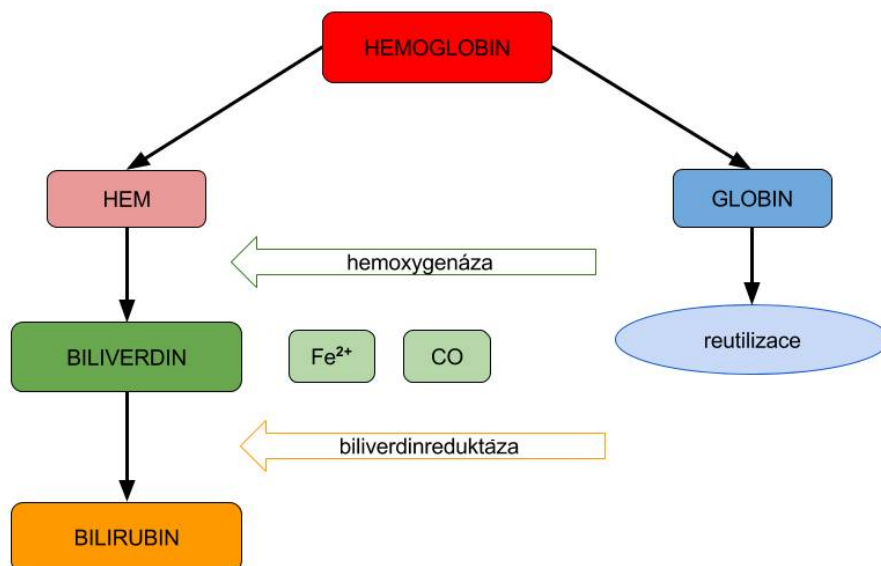 HEMOGLOBIN
HEM
GLOBIN
hemoxygenáza
BILIVERDIN
Fe²⁺
CO
reutilizace
biliverdinreduktáza
BILIRUBIN